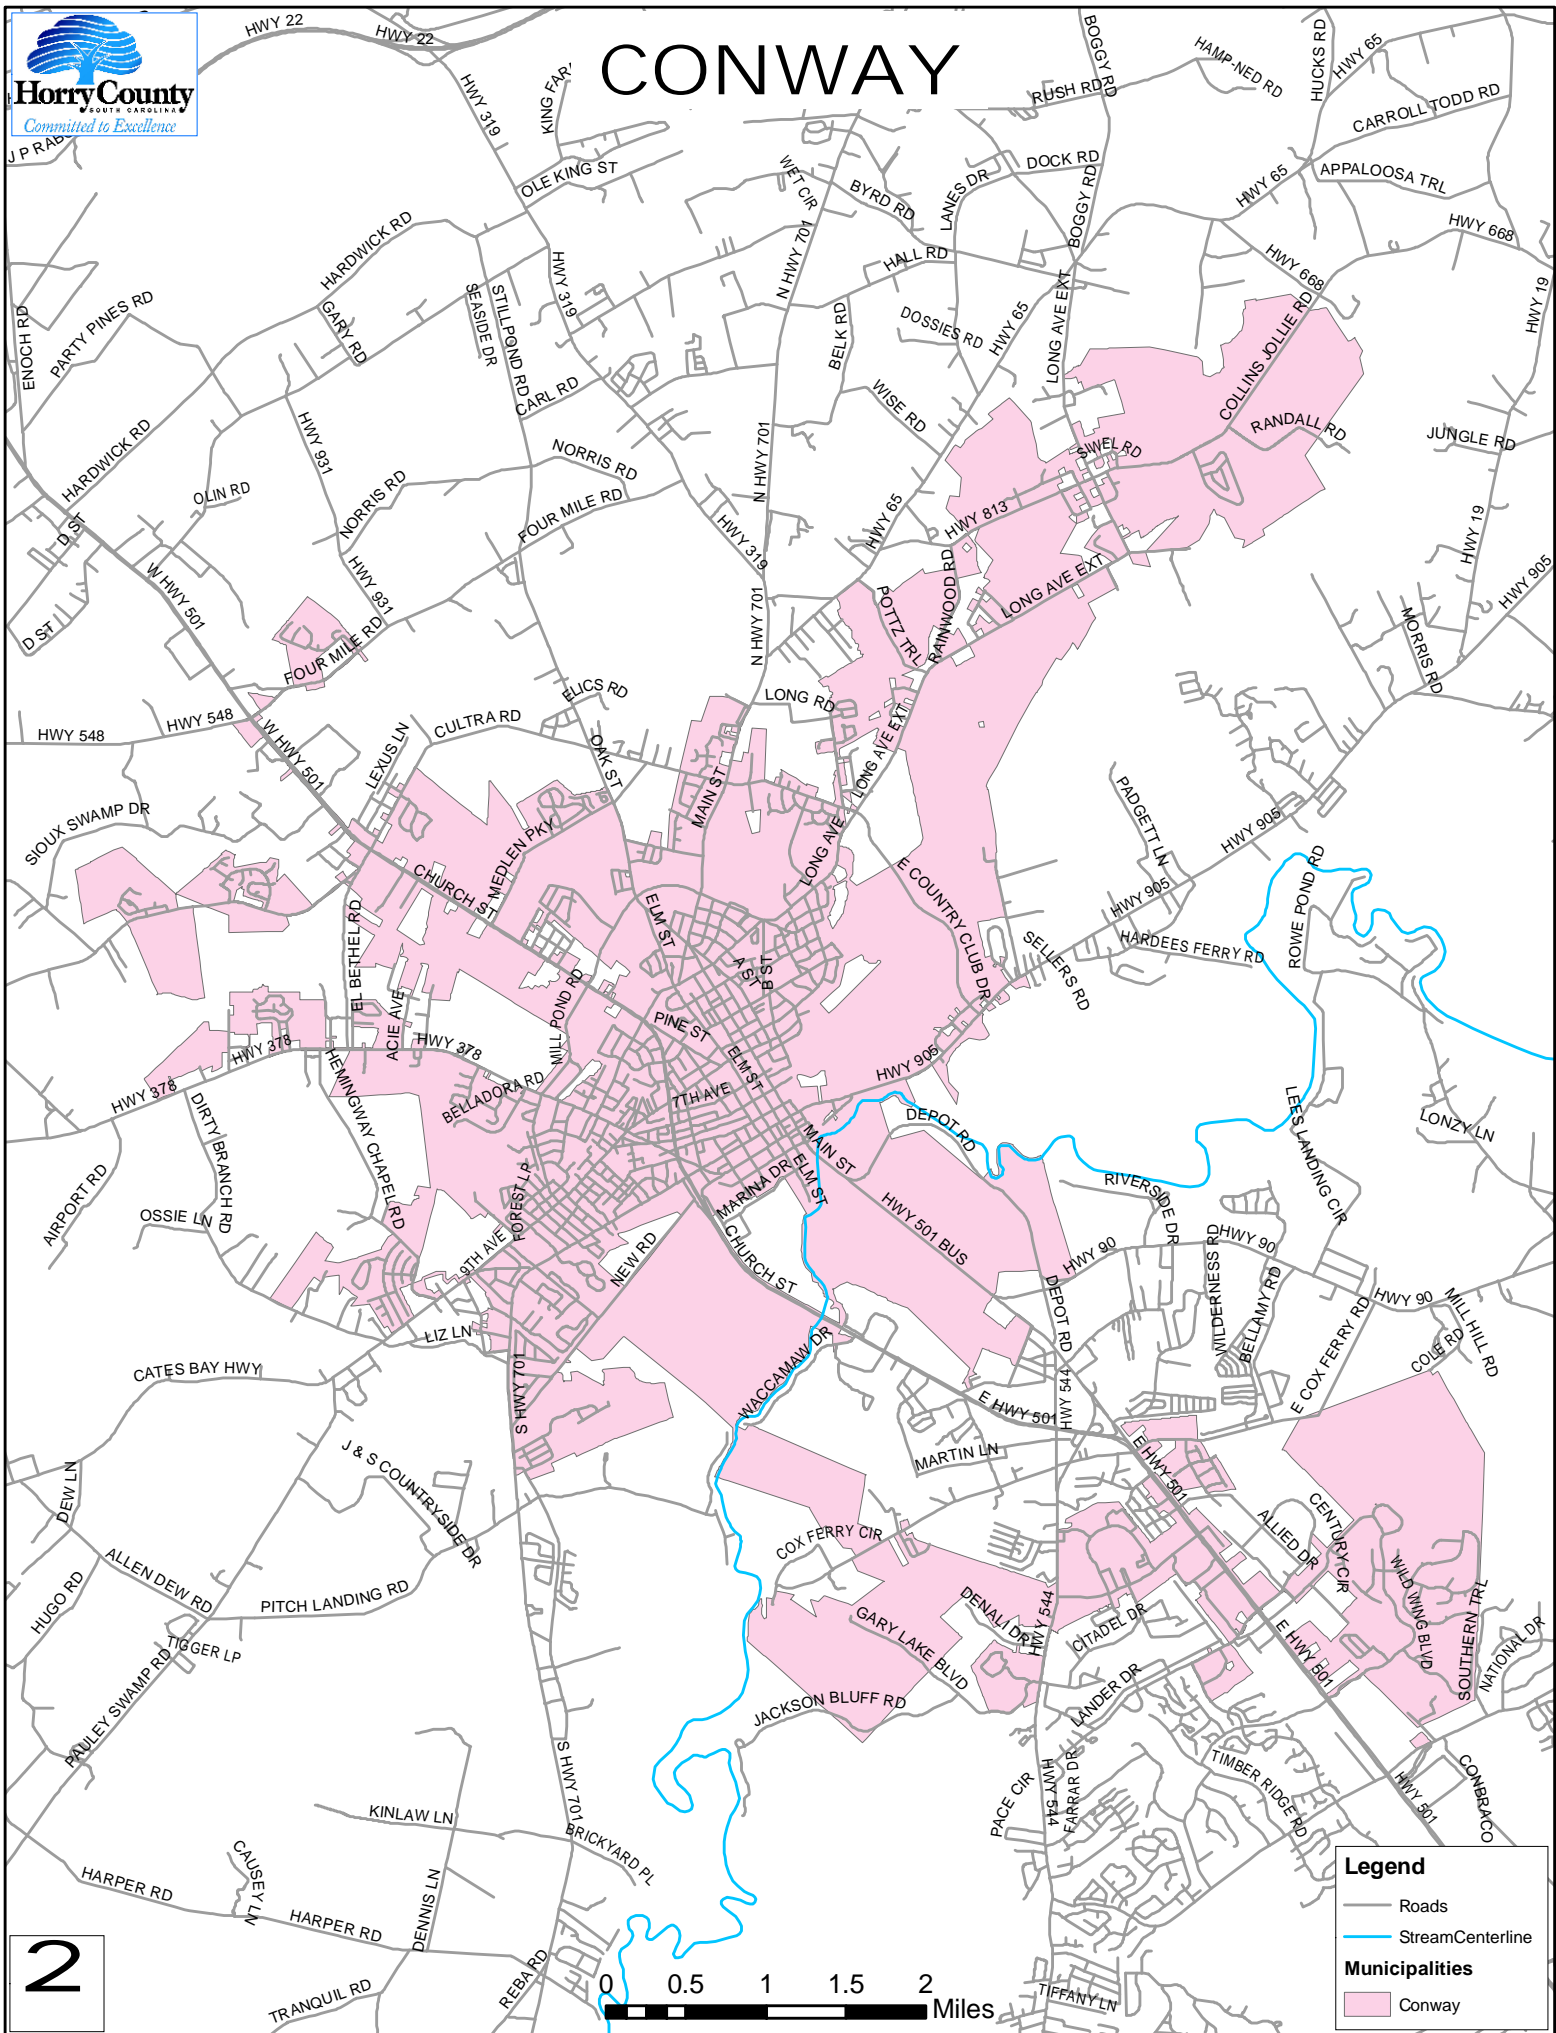 CONWAY
Horry County
SOUTH CAROLINA
Committed to Excellence
HWY 22
HWY 22
HWY 319
KING FAR
BOGGY RD
RUSH RD
HAMP-NED RD
HUCKS RD
HWY 65
CARROLL TODD RD
J P RAB
OLE KING ST
WET CIR
BYRD RD
LANES DR
DOCK RD
BOGGY RD
HWY 65
APPALOOSA TRL
HWY 668
HARDWICK RD
HWY 319
N HWY 701
HALL RD
HWY 668
HWY 19
ENOCH RD
PARTY PINES RD
GARY RD
SEASIDE DR
STILL POND RD
BELK RD
DOSSIES RD
HWY 65
LONG AVE EXT
COLLINS JOLLIE RD
CARL RD
WISE RD
RANDALL RD
JUNGLE RD
HARDWICK RD
HWY 931
NORRIS RD
N HWY 701
SIWEL RD
OLIN RD
NORRIS RD
FOUR MILE RD
HWY 319
HWY 65
HWY 813
HWY 19
D ST
W HWY 501
HWY 931
LONG AVE EXT
HWY 905
D ST
FOUR MILE RD
N HWY 701
POTTZ TRL
RAINWOOD RD
MORRIS RD
HWY 548
HWY 548
W HWY 501
LEXUS LN
CULTRA RD
ELICS RD
OAK ST
LONG RD
LONG AVE EXT
MAIN ST
PADGETT LN
SIOUX SWAMP DR
MEDLEN PKY
LONG AVE
HWY 905
CHURCH ST
E COUNTRY CLUB DR
HWY 905
ROWE POND RD
EL BETHEL RD
ELM ST
A ST
B ST
SELLERS RD
HARDEES FERRY RD
ACIE AVE
MILL POND RD
PINE ST
HWY 378
HWY 378
HEMINGWAY CHAPEL RD
ELM ST
HWY 905
HWY 378
BELLADORA RD
7TH AVE
DEPOT RD
LEES LANDING CIR
LONZY LN
DIRTY BRANCH RD
MAIN ST
AIRPORT RD
OSSIE LN
FOREST LP
MARINA DR
ELM ST
HWY 501 BUS
RIVERSIDE DR
9TH AVE
NEW RD
CHURCH ST
HWY 90
WILDERNESS RD
HWY 90
BELLAMY RD
HWY 90
MILL HILL RD
LIZ LN
DEPOT RD
E COX FERRY RD
COLE RD
CATES BAY HWY
S HWY 701
WACCAMAW DR
E HWY 501
HWY 544
J & S COUNTRYSIDE DR
MARTIN LN
E HWY 501
DEW LN
ALLIED DR
CENTURY CIR
COX FERRY CIR
WILD WING BLVD
ALLEN DEW RD
HUGO RD
PITCH LANDING RD
GARY LAKE BLVD
DENALI DR
HWY 544
CITADEL DR
E HWY 501
SOUTHERN TRL
NATIONAL DR
TIGGER LP
PAULEY SWAMP RD
JACKSON BLUFF RD
LANDER DR
S HWY 701
PACE CIR
HWY 544
FARRAR DR
TIMBER RIDGE RD
HWY 501
CONBRACO
KINLAW LN
BRICKYARD PL
CAUSEY LN
HARPER RD
HARPER RD
DENNIS LN
REBA RD
TRANQUIL RD
TIFFANY LN
2
0 0.5 1 1.5 2
Miles
Legend
Roads
StreamCenterline
Municipalities
Conway